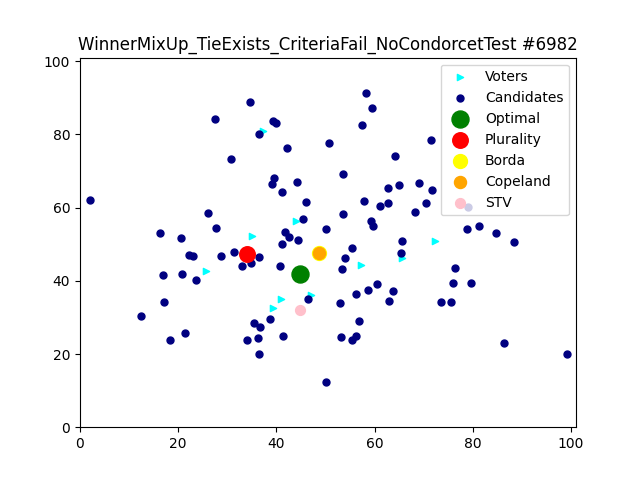 WinnerMixUp_TieExists_CriteriaFail_NoCondorcetTest #6982
100
80
60
40
20
0
0 20 40 60 80 100
Voters
Candidates
Optimal
Plurality
Borda
Copeland
STV